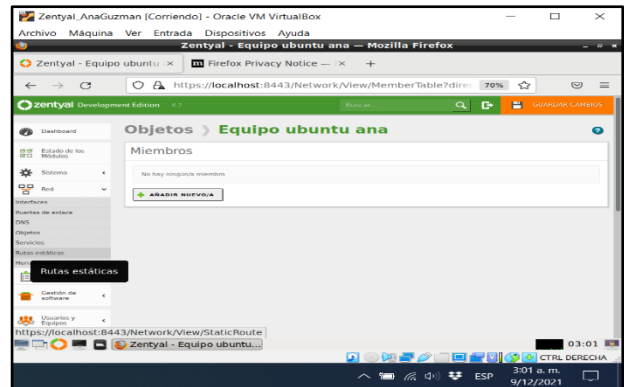 Zentyal_AnaGuzman [Corriendo] - Oracle VM VirtualBox
Archivo Máquina Ver Entrada Dispositivos Ayuda
Zentyal - Equipo ubuntu ana — Mozilla Firefox
Zentyal - Equipo ubuntu × Firefox Privacy Notice — × +
https://localhost:8443/Network/View/MemberTable?direc 70%
zentyal Development Edition 6.2 Buscar GUARDAR CAMBIOS
Dashboard
Objetos Equipo ubuntu ana
Estado de los Módulos
Miembros
Sistema
No hay ningún/a miembro
Red
AÑADIR NUEVO/A
Interfaces
Puertas de enlace
DNS
Objetos
Servicios
Rutas estáticas
Rutas estáticas
Gestión de software
Usuarios y Equipos
https://localhost:8443/Network/View/StaticRoute
Zentyal - Equipo ubuntu... 03:01
CTRL DERECHA
ESP 3:01 a. m.
9/12/2021